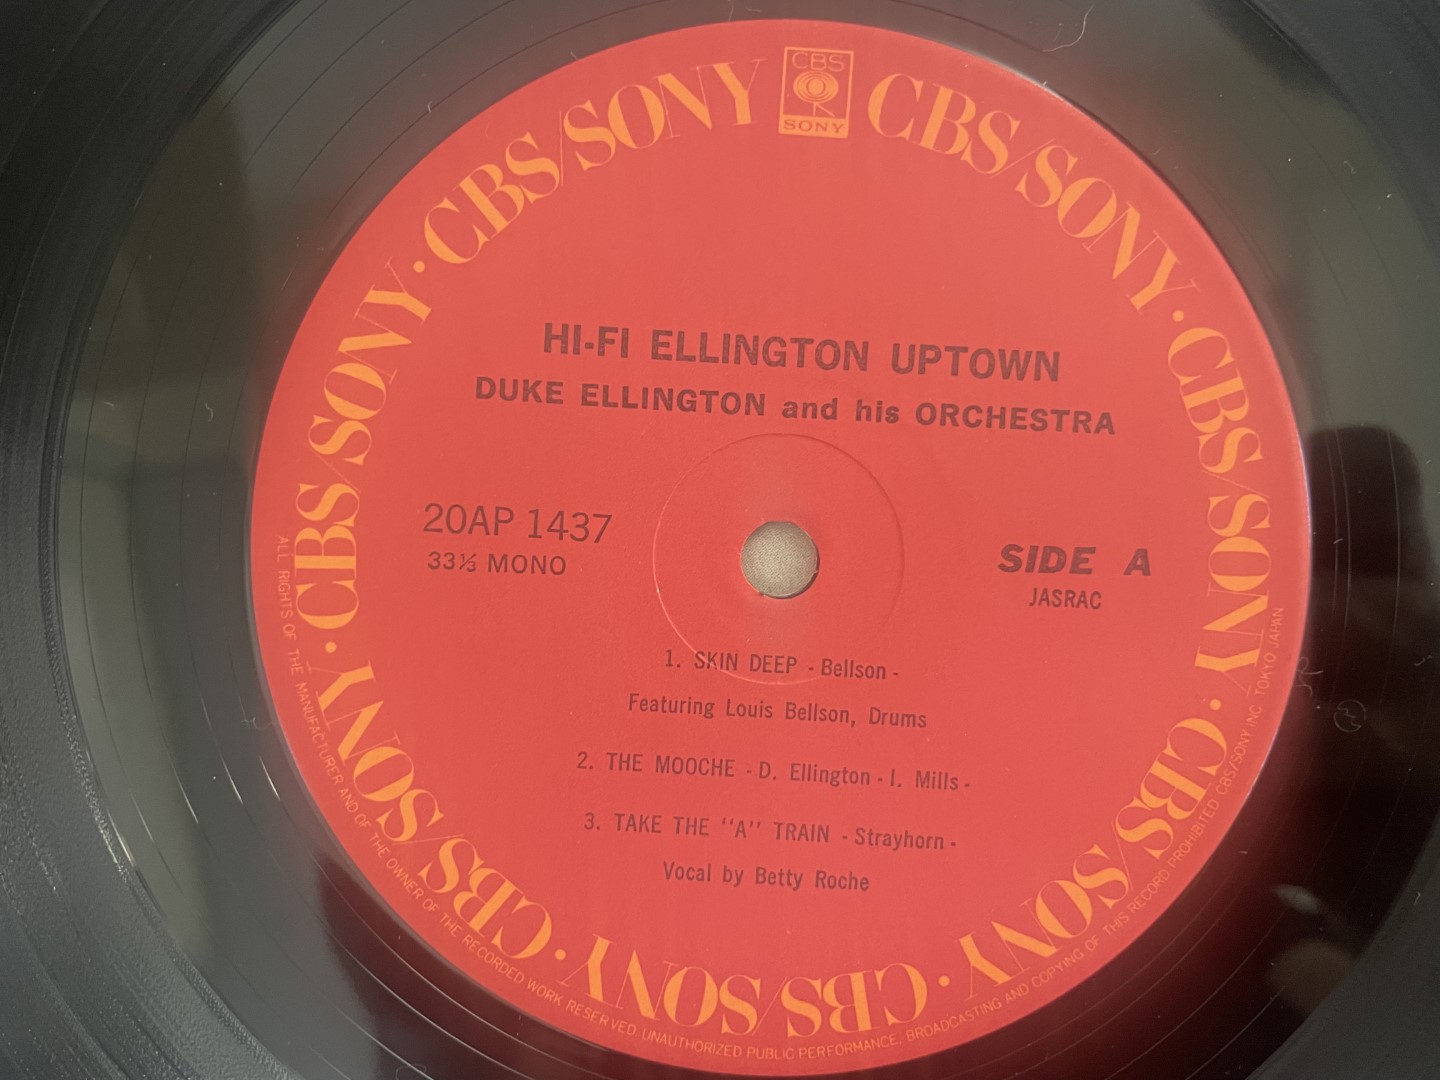 CBS
SONY
CBS/SONY · CBS/SONY · CBS/SONY · CBS/SONY · CBS/SONY · CBS/SONY · CBS/SONY · CBS/SONY
HI-FI ELLINGTON UPTOWN
DUKE ELLINGTON and his ORCHESTRA
20AP 1437
33⅓ MONO
SIDE A
JASRAC
1. SKIN DEEP - Bellson -
Featuring Louis Bellson, Drums
2. THE MOOCHE - D. Ellington - I. Mills -
3. TAKE THE "A" TRAIN - Strayhorn -
Vocal by Betty Roche
ALL RIGHTS OF THE MANUFACTURER AND OF THE OWNER OF THE RECORDED WORK RESERVED. UNAUTHORIZED PUBLIC PERFORMANCE, BROADCASTING AND COPYING OF THIS RECORD PROHIBITED CBS/SONY INC. TOKYO JAPAN